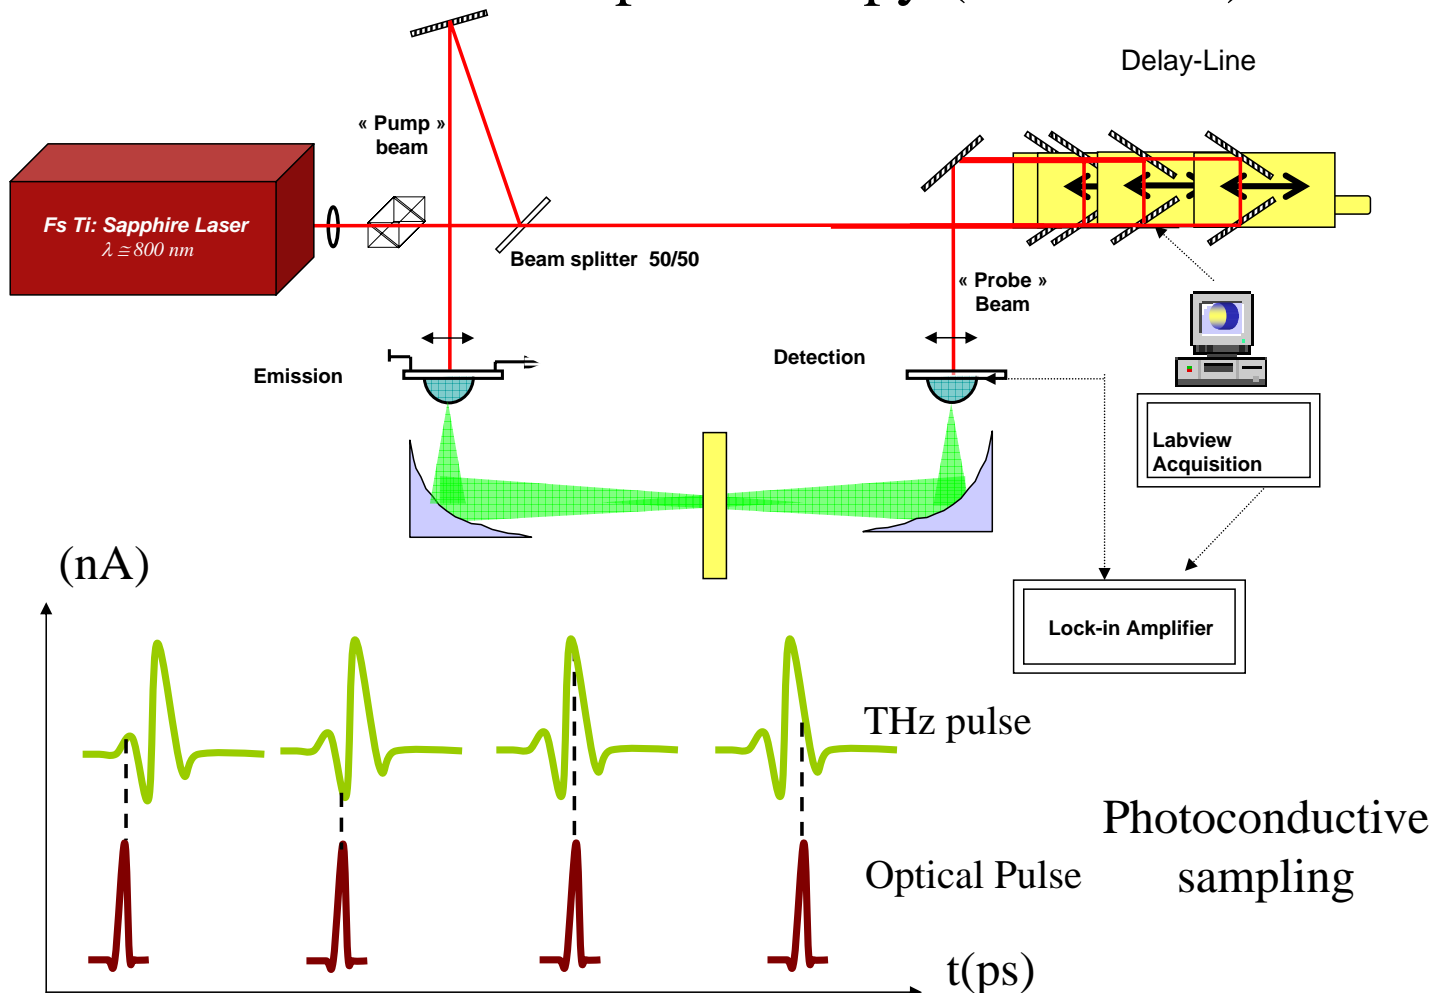 Delay-Line
« Pump »
beam
Fs Ti: Sapphire Laser
λ ≅ 800 nm
Beam splitter 50/50
« Probe »
Beam
Emission
Detection
Labview
Acquisition
(nA)
Lock-in Amplifier
THz pulse
Photoconductive
sampling
Optical Pulse
t(ps)